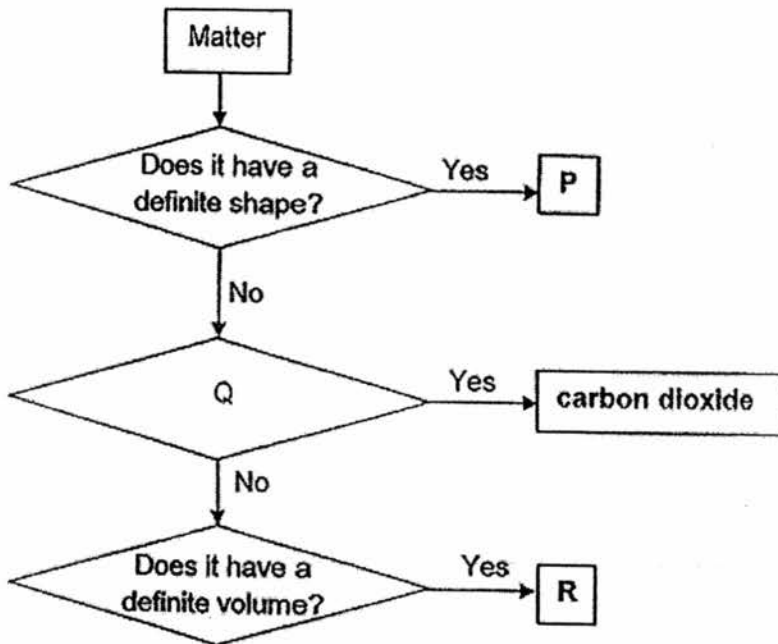 Matter
Does it have a
definite shape?
Yes
P
No
Q
Yes
carbon dioxide
No
Does it have a
definite volume?
Yes
R